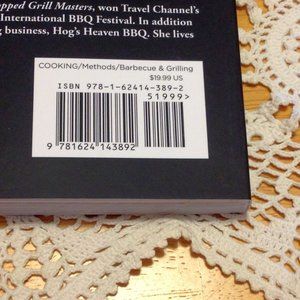 opped Grill Masters, won Travel Channel's
International BBQ Festival. In addition
g business, Hog's Heaven BBQ. She lives
COOKING/Methods/Barbecue & Grilling
$19.99 US
ISBN 978-1-62414-389-2
51999>
9 781624 143892